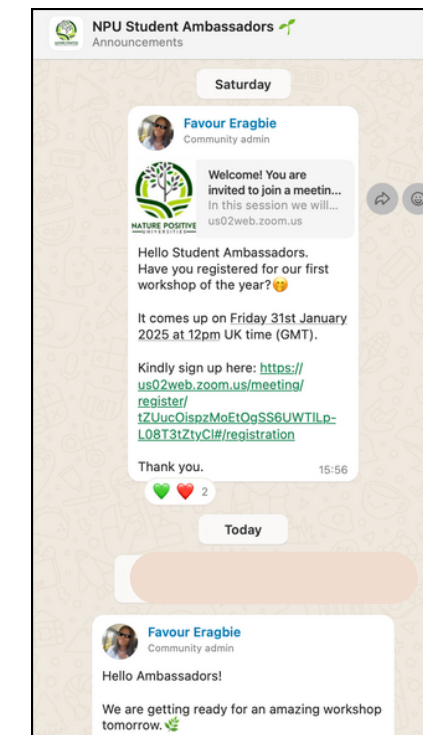 NPU Student Ambassadors 🌱
Announcements
Saturday
Favour Eragbie
Community admin
NATURE POSITIVE
UNIVERSITIES
Welcome! You are
invited to join a meetin...
In this session we will...
us02web.zoom.us
Hello Student Ambassadors.
Have you registered for our first
workshop of the year?🤭
It comes up on Friday 31st January
2025 at 12pm UK time (GMT).
Kindly sign up here: https://
us02web.zoom.us/meeting/
register/
tZUucOispzMoEtOgSS6UWTILp-
L08T3tZtyCl#/registration
Thank you.
15:56
💚 ❤️ 2
Today
Favour Eragbie
Community admin
Hello Ambassadors!
We are getting ready for an amazing workshop
tomorrow.🌿